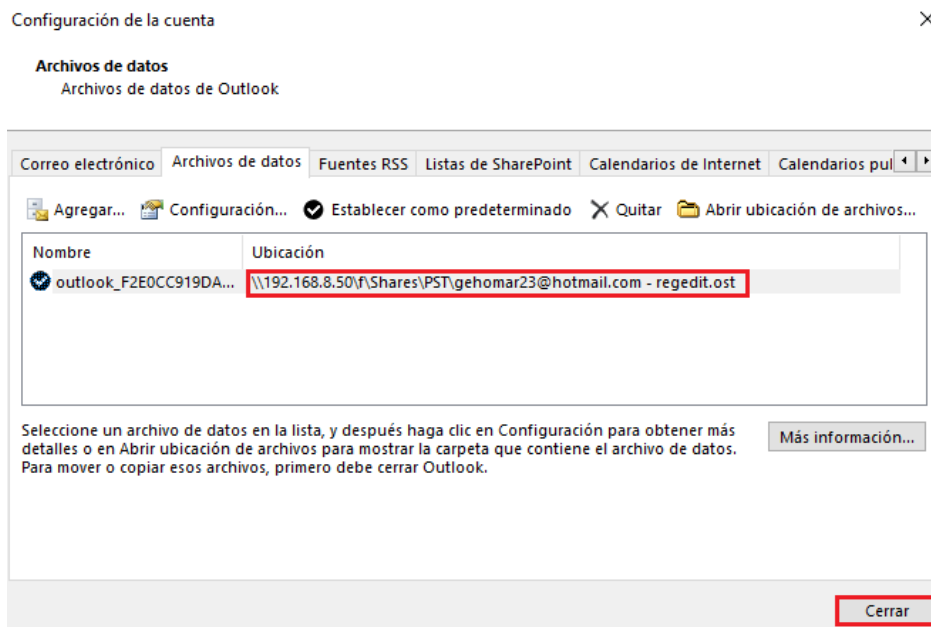 Configuración de la cuenta
Archivos de datos
Archivos de datos de Outlook
Correo electrónico Archivos de datos Fuentes RSS Listas de SharePoint Calendarios de Internet Calendarios pul
Agregar... Configuración... Establecer como predeterminado Quitar Abrir ubicación de archivos...
Nombre Ubicación
outlook_F2E0CC919DA... \\192.168.8.50\f\Shares\PST\gehomar23@hotmail.com - regedit.ost
Seleccione un archivo de datos en la lista, y después haga clic en Configuración para obtener más
detalles o en Abrir ubicación de archivos para mostrar la carpeta que contiene el archivo de datos.
Para mover o copiar esos archivos, primero debe cerrar Outlook.
Más información...
Cerrar